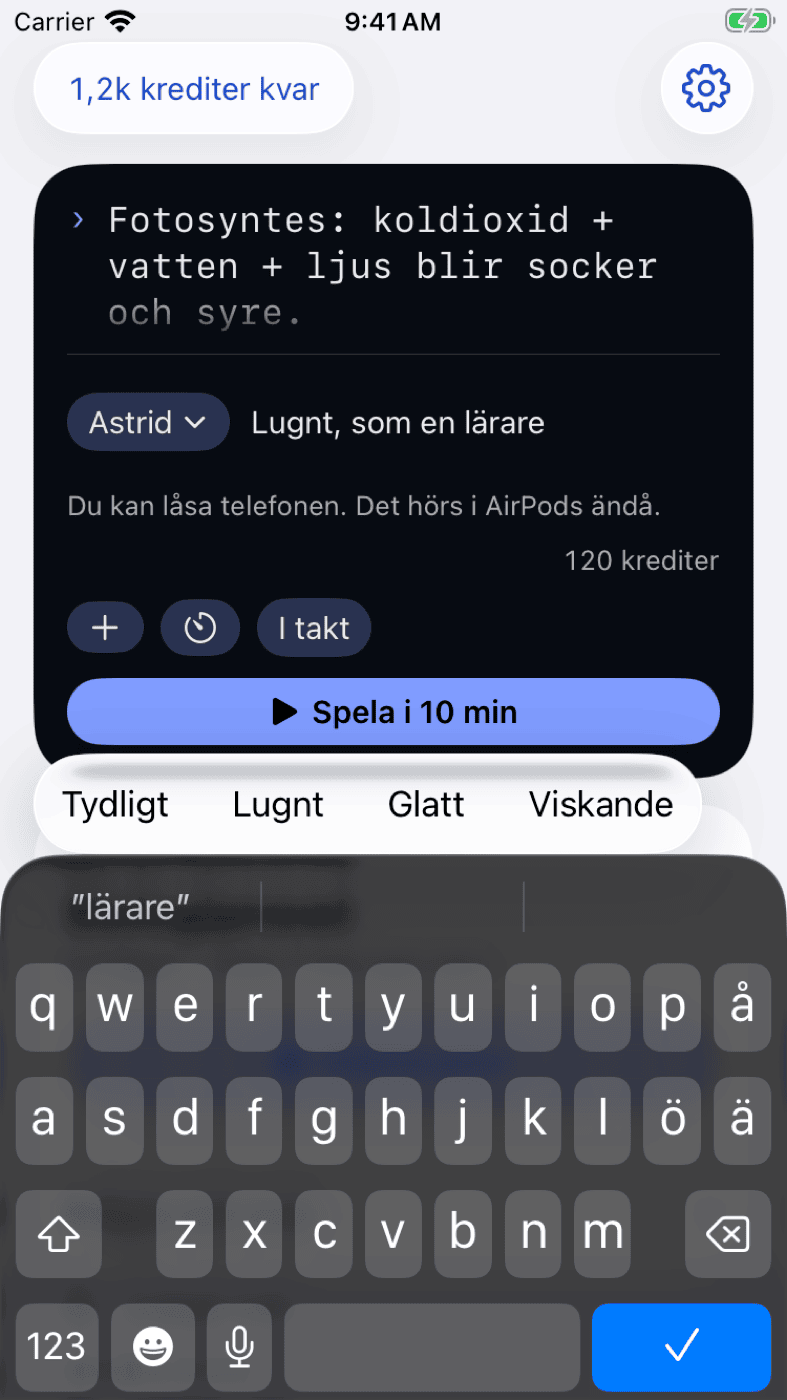 Carrier 9:41 AM
1,2k krediter kvar
› Fotosyntes: koldioxid +
vatten + ljus blir socker
och syre.
Astrid Lugnt, som en lärare
Du kan låsa telefonen. Det hörs i AirPods ändå.
120 krediter
I takt
Spela i 10 min
Tydligt Lugnt Glatt Viskande
"lärare"
q w e r t y u i o p å
a s d f g h j k l ö ä
z x c v b n m
123